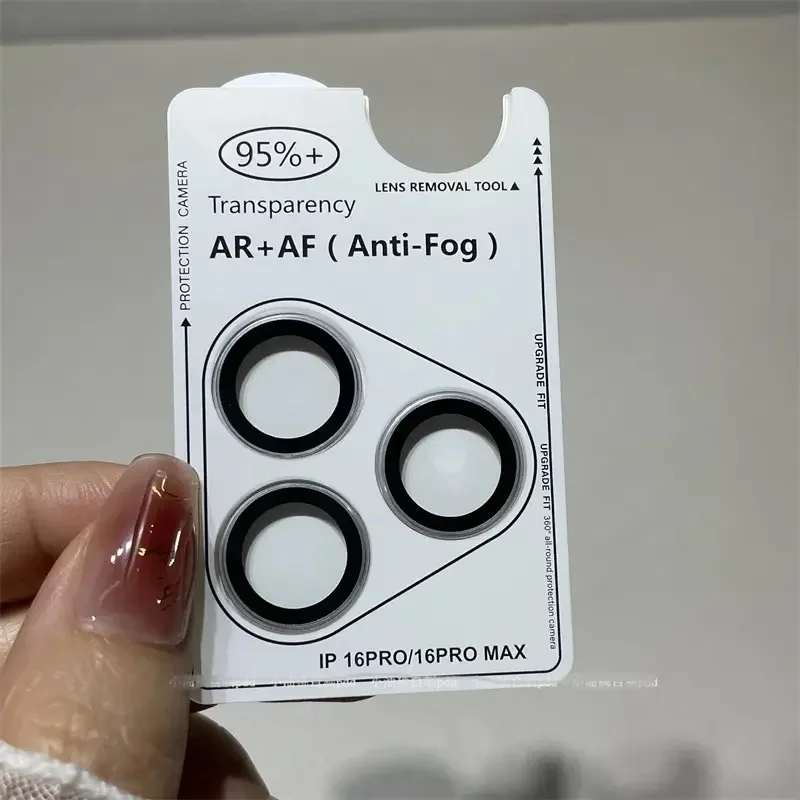 95%+
LENS REMOVAL TOOL▲
Transparency
AR+AF ( Anti-Fog )
PROTECTION CAMERA
UPGRADE FIT
UPGRADE FIT 360° all-round protection camera
IP 16PRO/16PRO MAX